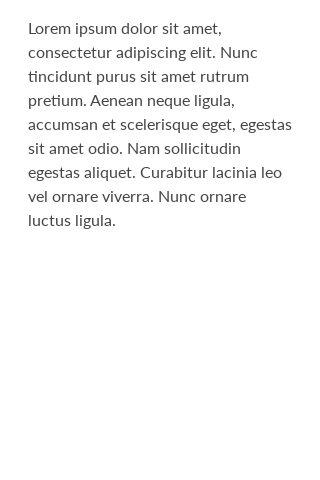 Lorem ipsum dolor sit amet,
consectetur adipiscing elit. Nunc
tincidunt purus sit amet rutrum
pretium. Aenean neque ligula,
accumsan et scelerisque eget, egestas
sit amet odio. Nam sollicitudin
egestas aliquet. Curabitur lacinia leo
vel ornare viverra. Nunc ornare
luctus ligula.